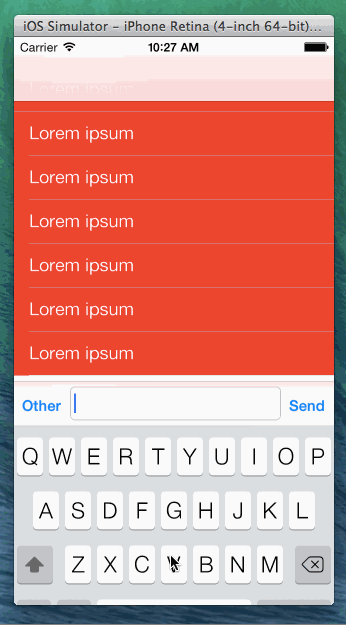 iOS Simulator – iPhone Retina (4-inch 64-bit)...
Carrier 10:27 AM
Lorem ipsum
Lorem ipsum
Lorem ipsum
Lorem ipsum
Lorem ipsum
Lorem ipsum
Lorem ipsum
Other Send
Q W E R T Y U I O P
A S D F G H J K L
Z X C V B N M